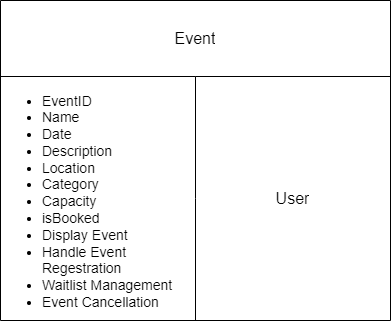 Event
• EventID
• Name
• Date
• Description
• Location
• Category
• Capacity
• isBooked
• Display Event
• Handle Event
Regestration
• Waitlist Management
• Event Cancellation
User